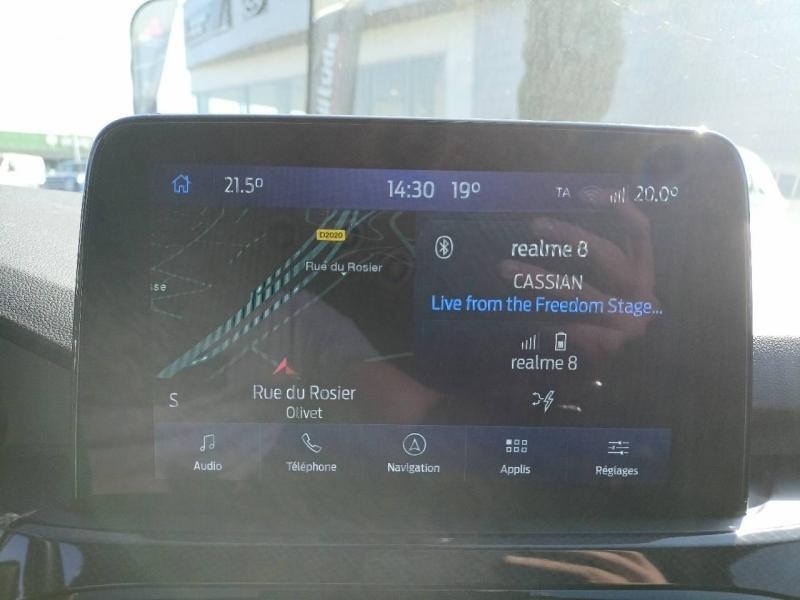 21.5°
14:30
19°
TA
20.0°
D2020
Rue du Rosier
sse
Rue du Rosier
Olivet
S
realme 8
CASSIAN
Live from the Freedom Stage...
realme 8
Audio
Téléphone
Navigation
Applis
Réglages